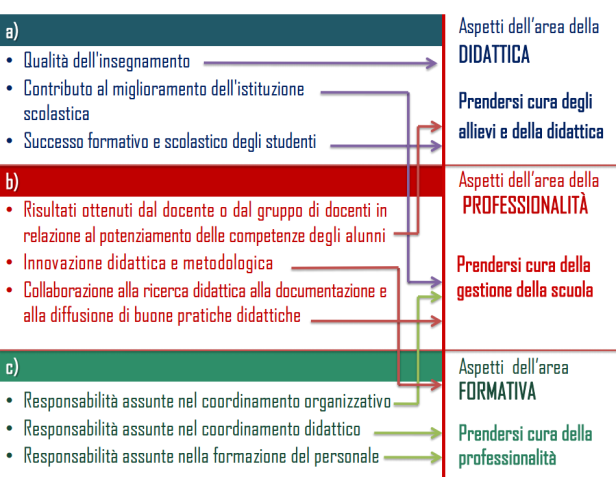 a)
• Qualità dell'insegnamento
• Contributo al miglioramento dell'istituzione
scolastica
• Successo formativo e scolastico degli studenti
Aspetti dell'area della
DIDATTICA
Prendersi cura degli
allievi e della didattica
b)
• Risultati ottenuti dal docente o dal gruppo di docenti in
relazione al potenziamento delle competenze degli alunni
• Innovazione didattica e metodologica
• Collaborazione alla ricerca didattica alla documentazione e
alla diffusione di buone pratiche didattiche
Aspetti dell'area della
PROFESSIONALITÀ
Prendersi cura della
gestione della scuola
c)
• Responsabilità assunte nel coordinamento organizzativo
• Responsabilità assunte nel coordinamento didattico
• Responsabilità assunte nella formazione del personale
Aspetti dell'area
FORMATIVA
Prendersi cura della
professionalità